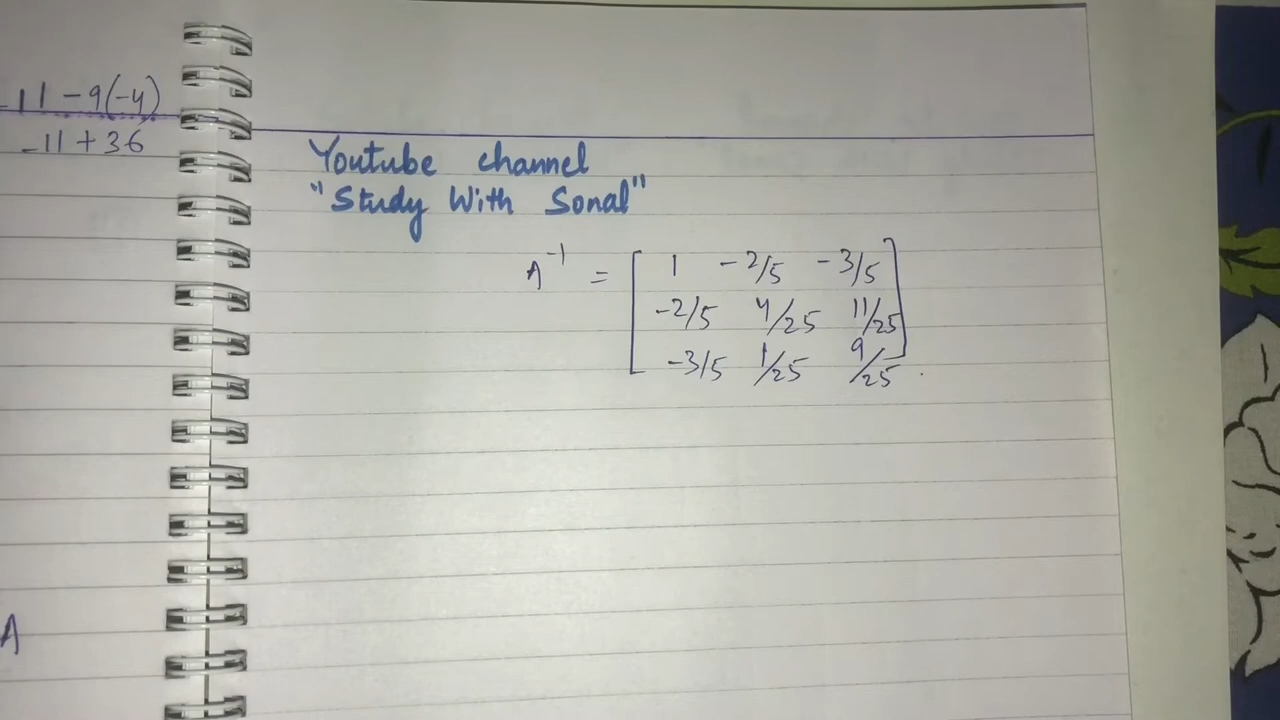 -11 - 9(-4)
-11 + 36
Youtube channel
"Study With Sonal"
A⁻¹ = [ 1 -2/5 -3/5
-2/5 4/25 11/25
-3/5 1/25 9/25 ] .
A